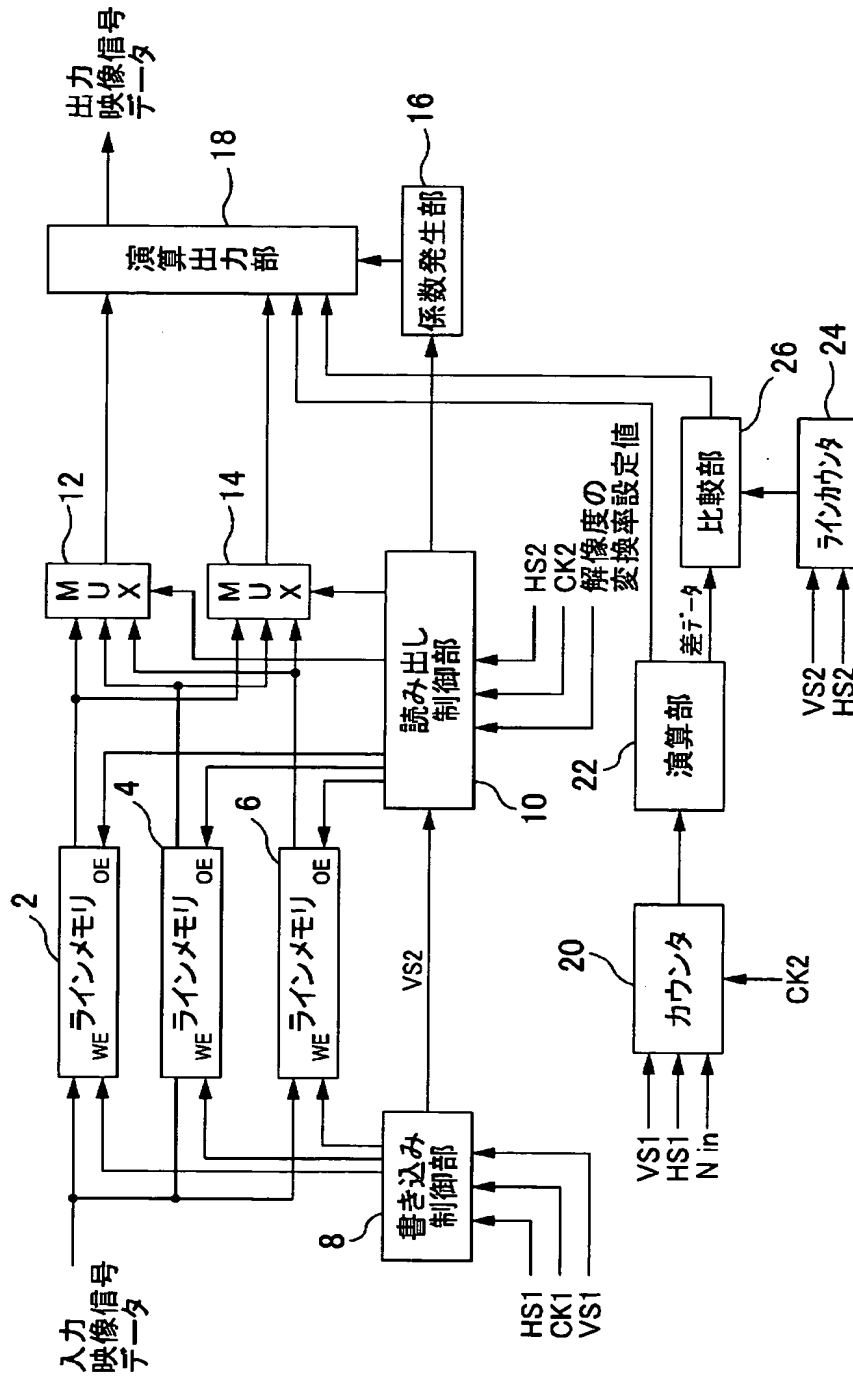 入力
映像信号
データ
2
ラインメモリ
WE
OE
4
ラインメモリ
WE
OE
6
ラインメモリ
WE
OE
8
書き込み
制御部
HS1
CK1
VS1
VS2
10
読み出し
制御部
HS2
CK2
解像度の
変換率設定値
12
MUX
14
MUX
16
係数発生部
18
演算出力部
出力
映像信号
データ
20
カウンタ
VS1
HS1
N in
CK2
22
演算部
差データ
26
比較部
24
ラインカウンタ
VS2
HS2